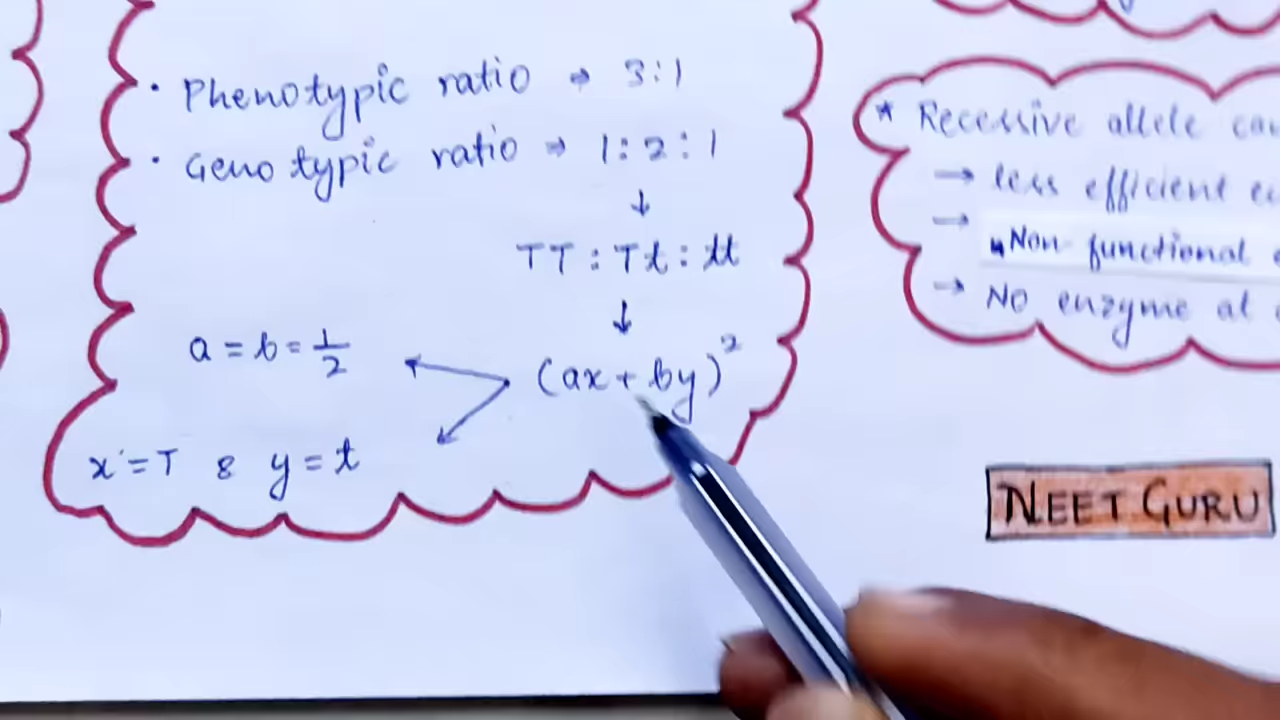 · Phenotypic ratio → 3:1
· Genotypic ratio → 1:2:1
↓
TT : Tt : tt
↓
(ax + by)²
a = b = 1/2
x = T & y = t
* Recessive allele
→ less efficient
→ Non functional
→ No enzyme at
NEET GURU